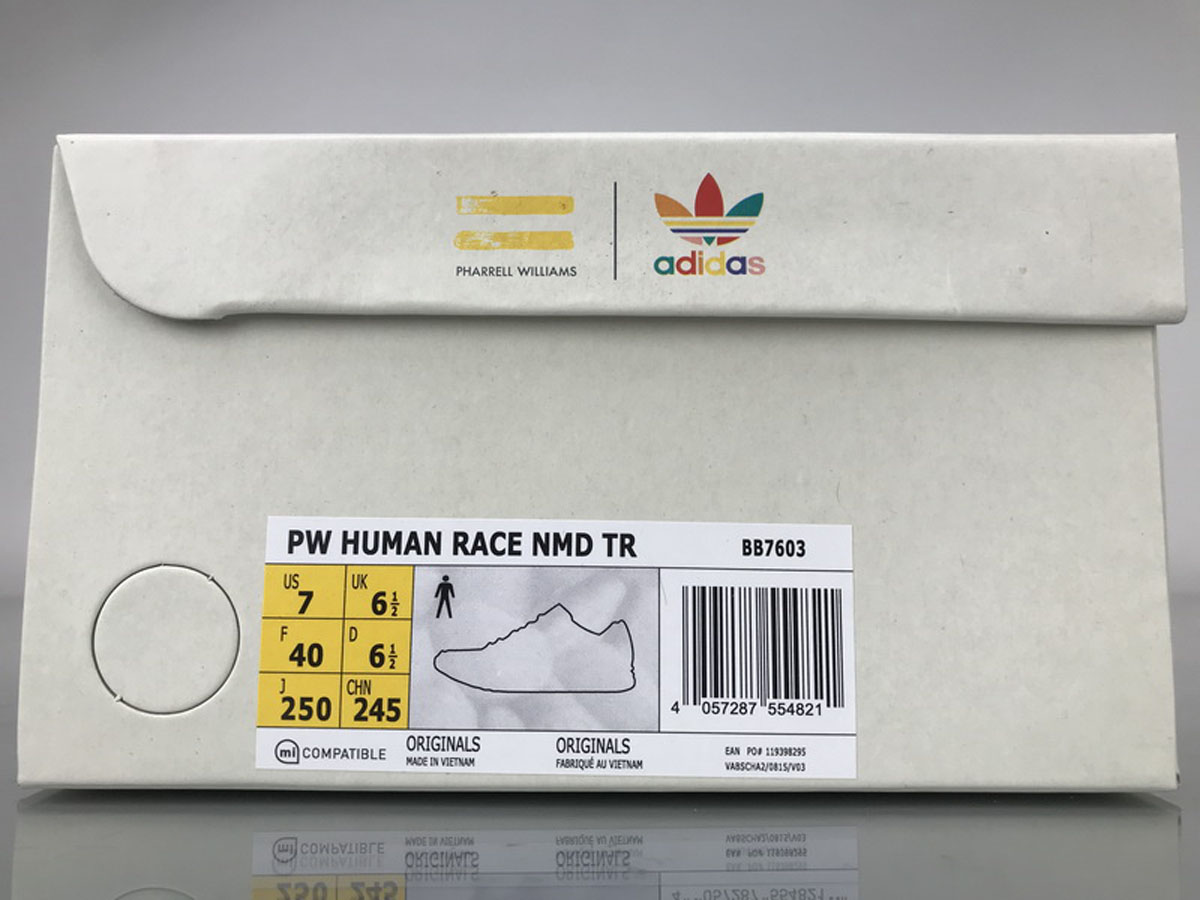 PHARRELL WILLIAMS
adidas
PW HUMAN RACE NMD TR BB7603
US 7 UK 6½
F 40 D 6½
J 250 CHN 245
4 057287 554821
mi COMPATIBLE
ORIGINALS
MADE IN VIETNAM
ORIGINALS
FABRIQUÉ AU VIETNAM
EAN PO# 119398295
VABSCHA2/0815/V03